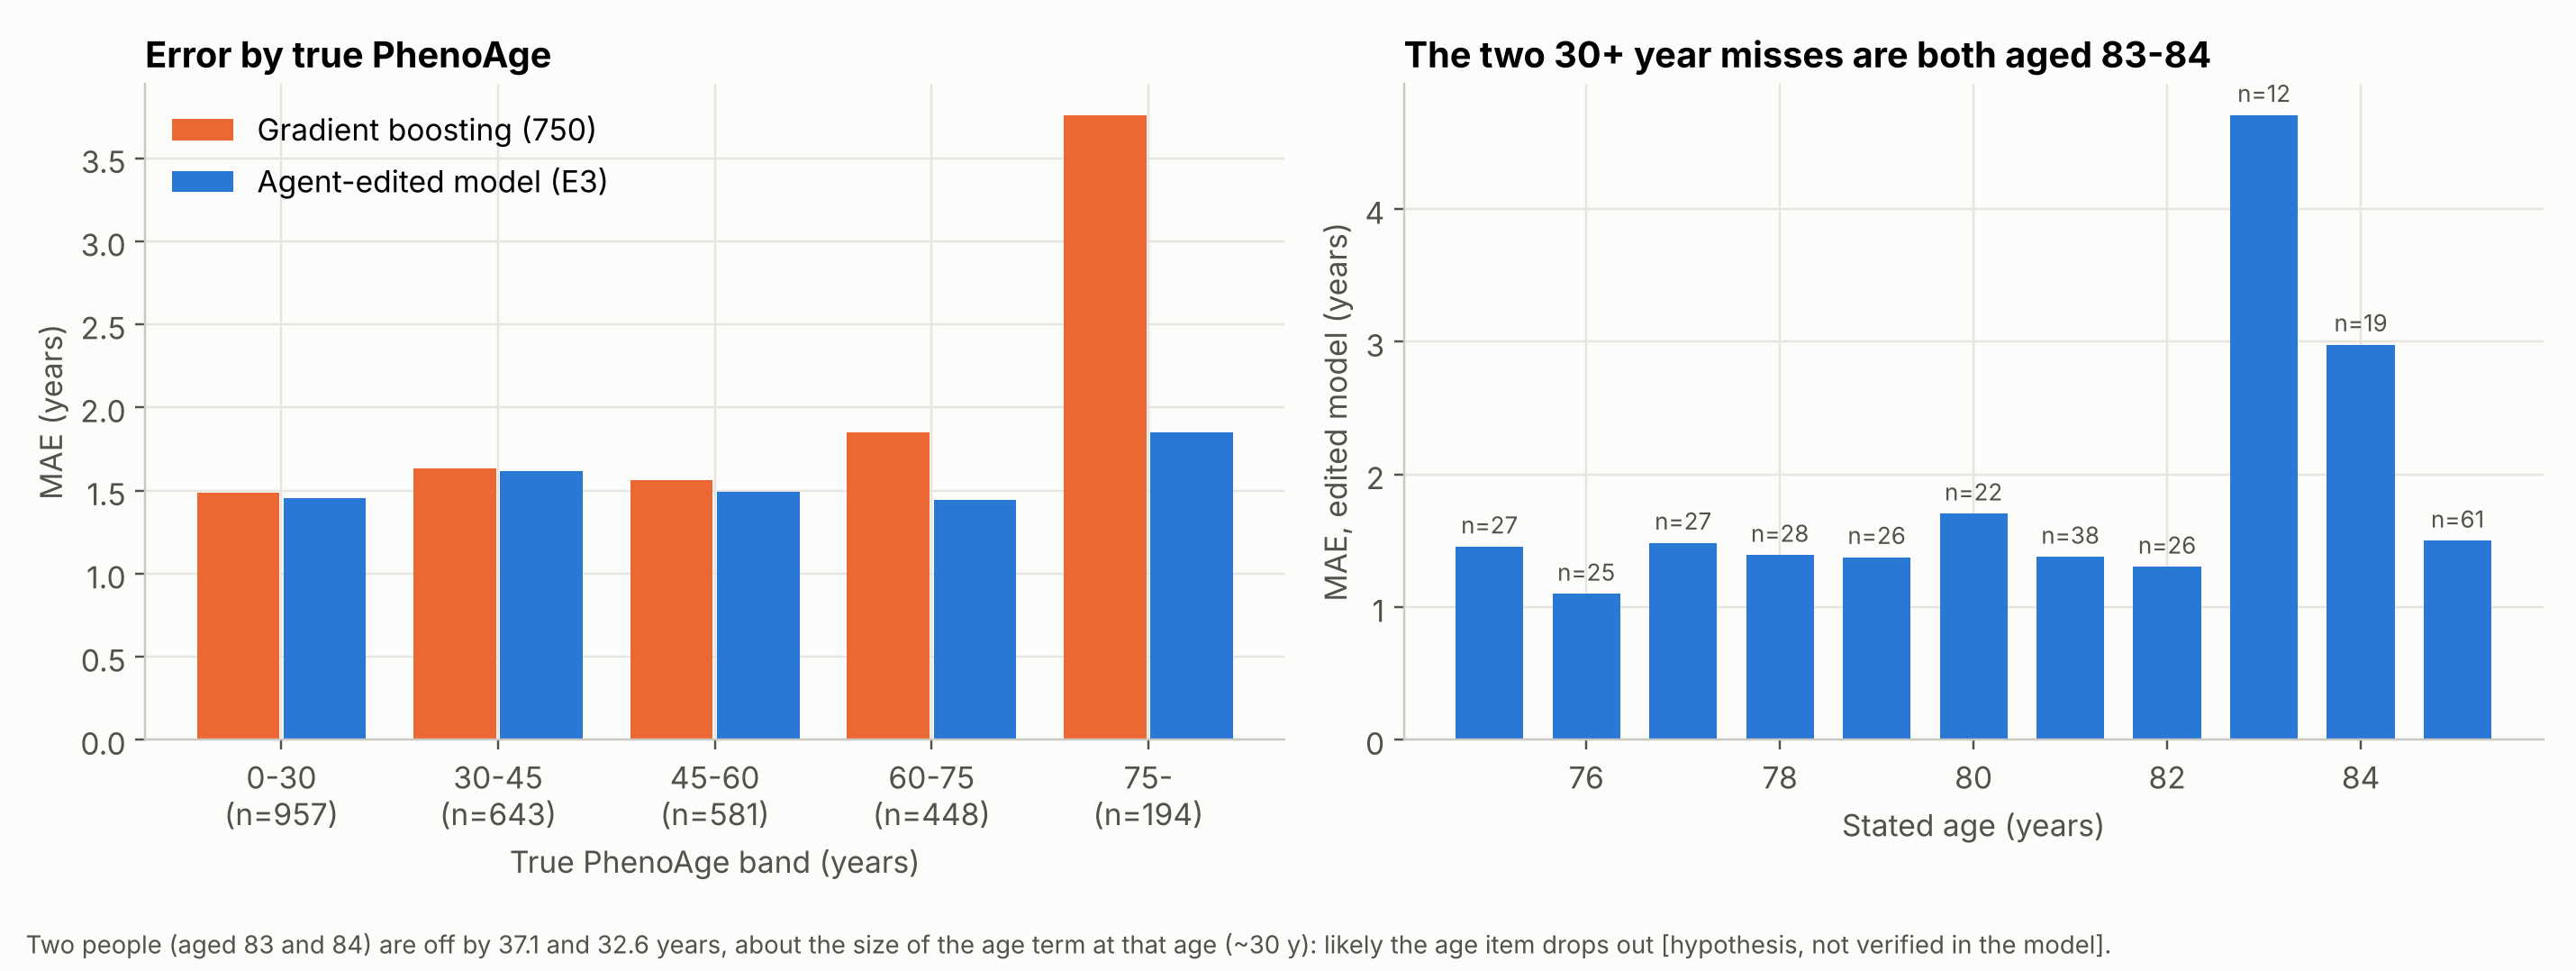 Error by true PhenoAge
Gradient boosting (750)
Agent-edited model (E3)
MAE (years)
3.5
3.0
2.5
2.0
1.5
1.0
0.5
0.0
0-30
(n=957)
30-45
(n=643)
45-60
(n=581)
60-75
(n=448)
75-
(n=194)
True PhenoAge band (years)
The two 30+ year misses are both aged 83-84
MAE, edited model (years)
4
3
2
1
0
n=27
n=25
n=27
n=28
n=26
n=22
n=38
n=26
n=12
n=19
n=61
76
78
80
82
84
Stated age (years)
Two people (aged 83 and 84) are off by 37.1 and 32.6 years, about the size of the age term at that age (~30 y): likely the age item drops out [hypothesis, not verified in the model].